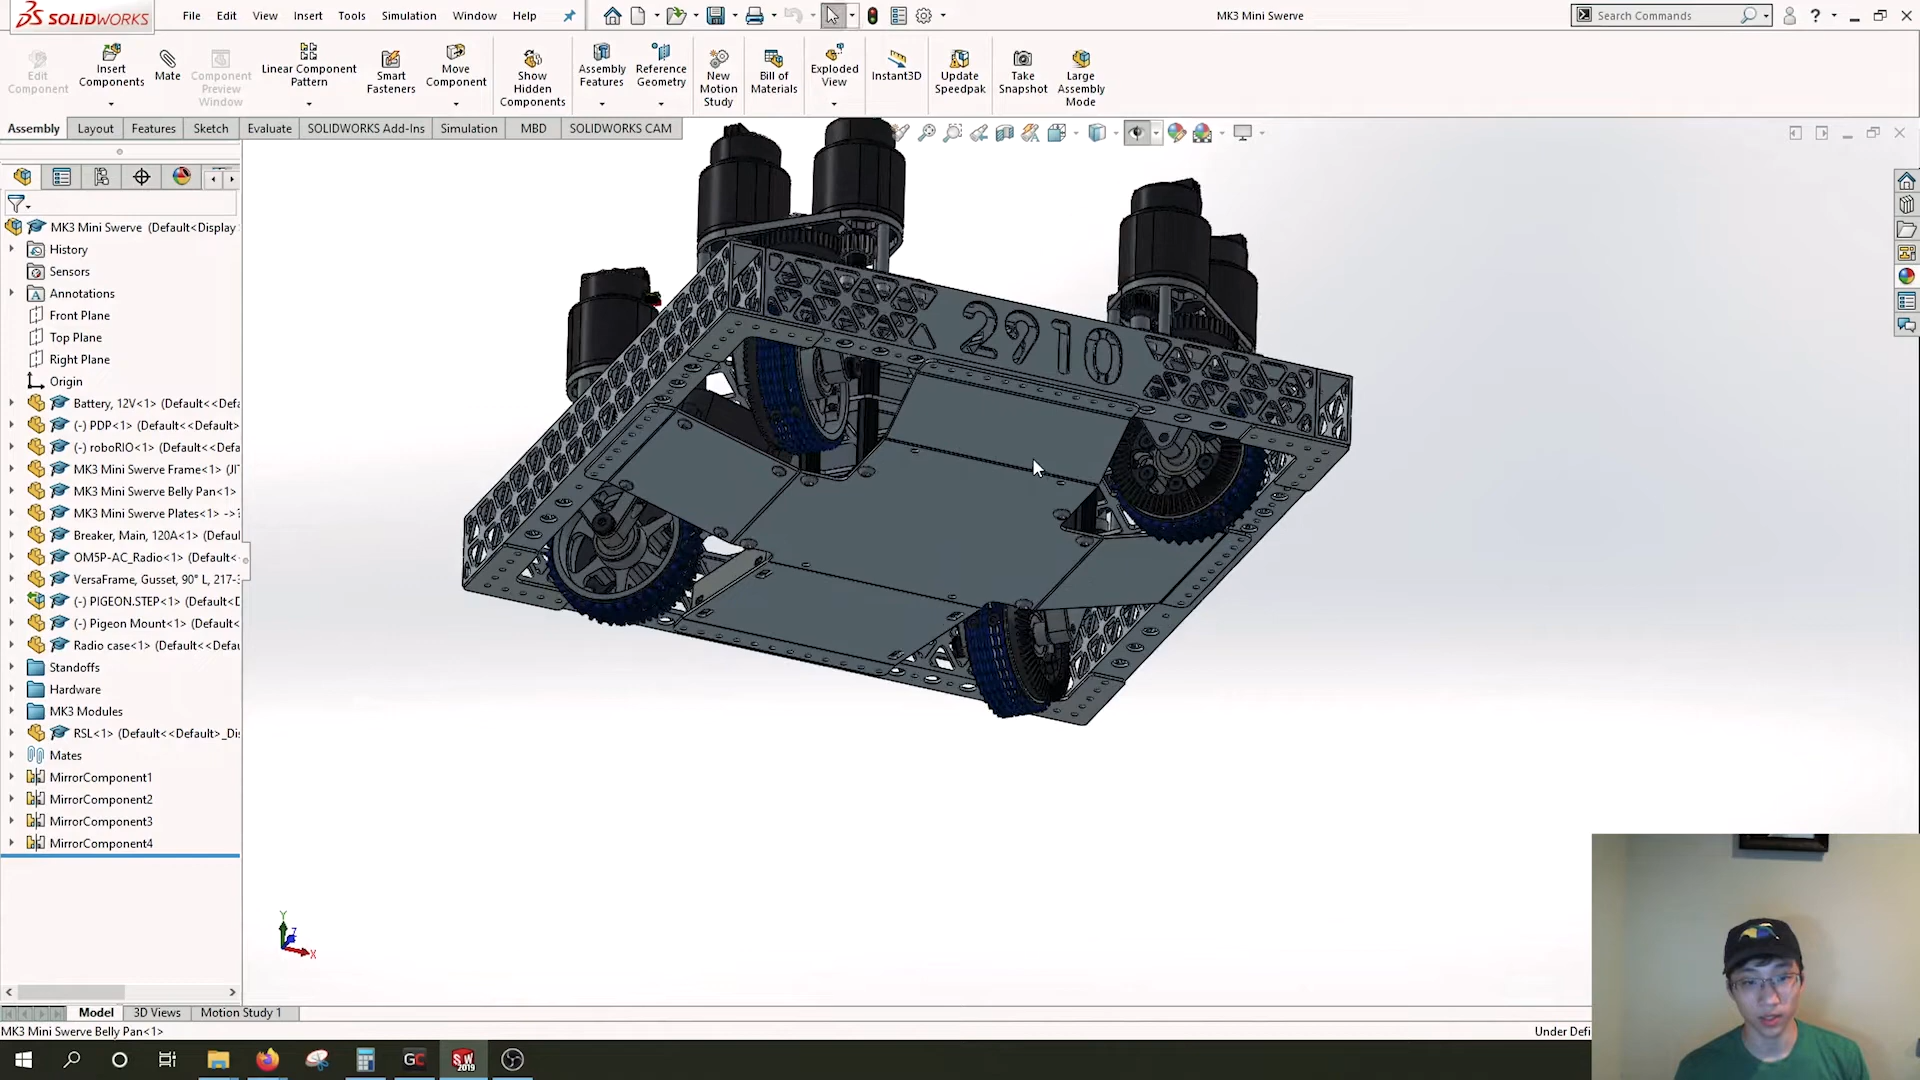 SOLIDWORKS
File Edit View Insert Tools Simulation Window Help
MK3 Mini Swerve
Search Commands
Edit Component
Insert Components
Mate
Component Preview Window
Linear Component Pattern
Smart Fasteners
Move Component
Show Hidden Components
Assembly Features
Reference Geometry
New Motion Study
Bill of Materials
Exploded View
Instant3D
Update Speedpak
Take Snapshot
Large Assembly Mode
Assembly Layout Features Sketch Evaluate SOLIDWORKS Add-Ins Simulation MBD SOLIDWORKS CAM
MK3 Mini Swerve (Default<Display
History
Sensors
Annotations
Front Plane
Top Plane
Right Plane
Origin
Battery, 12V<1> (Default<<Defa
(-) PDP<1> (Default<<Default>
(-) roboRIO<1> (Default<<Defa
MK3 Mini Swerve Frame<1> (JI
MK3 Mini Swerve Belly Pan<1>
MK3 Mini Swerve Plates<1> ->?
Breaker, Main, 120A<1> (Defau
OM5P-AC_Radio<1> (Default<
VersaFrame, Gusset, 90° L, 217-
(-) PIGEON.STEP<1> (Default<D
(-) Pigeon Mount<1> (Default<
Radio case<1> (Default<<Defau
Standoffs
Hardware
MK3 Modules
RSL<1> (Default<<Default>_Di
Mates
MirrorComponent1
MirrorComponent2
MirrorComponent3
MirrorComponent4
2910
Y
Z
X
Model 3D Views Motion Study 1
MK3 Mini Swerve Belly Pan<1>
Under Defi
GC
SW
2019